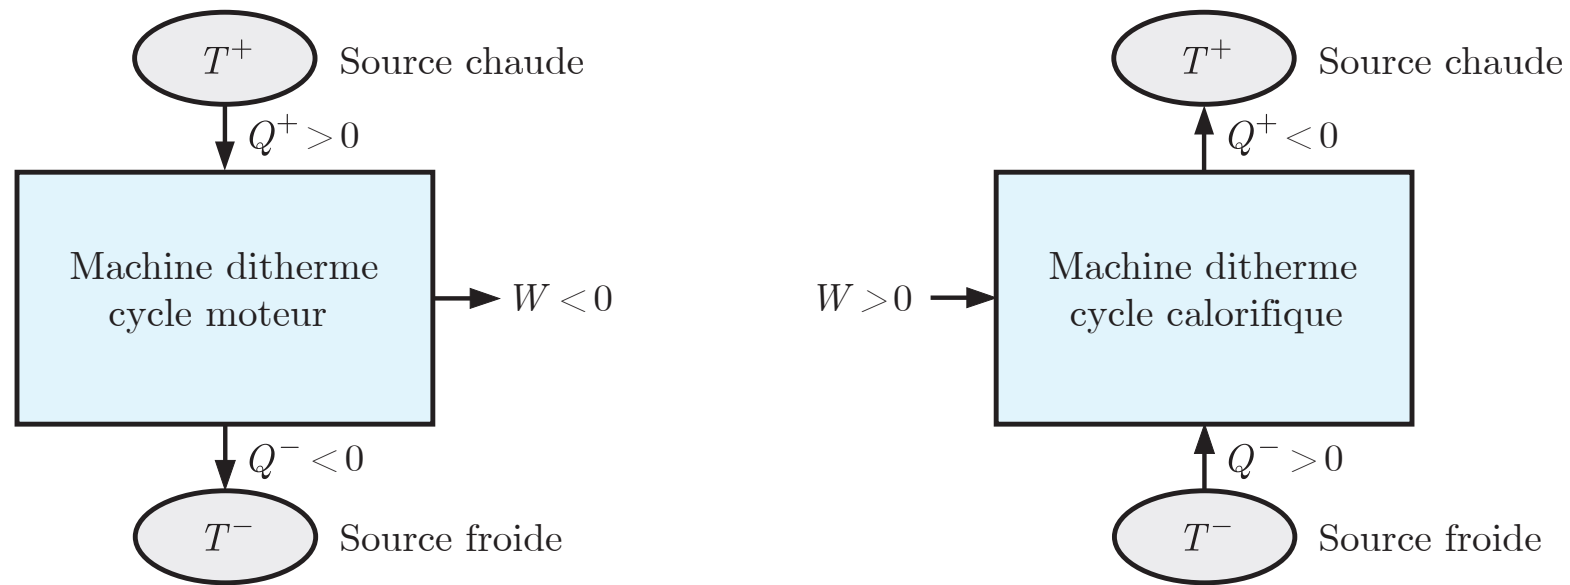 T⁺ Source chaude
Q⁺ > 0
Machine ditherme
cycle moteur
W < 0
Q⁻ < 0
T⁻ Source froide
T⁺ Source chaude
Q⁺ < 0
Machine ditherme
cycle calorifique
W > 0
Q⁻ > 0
T⁻ Source froide